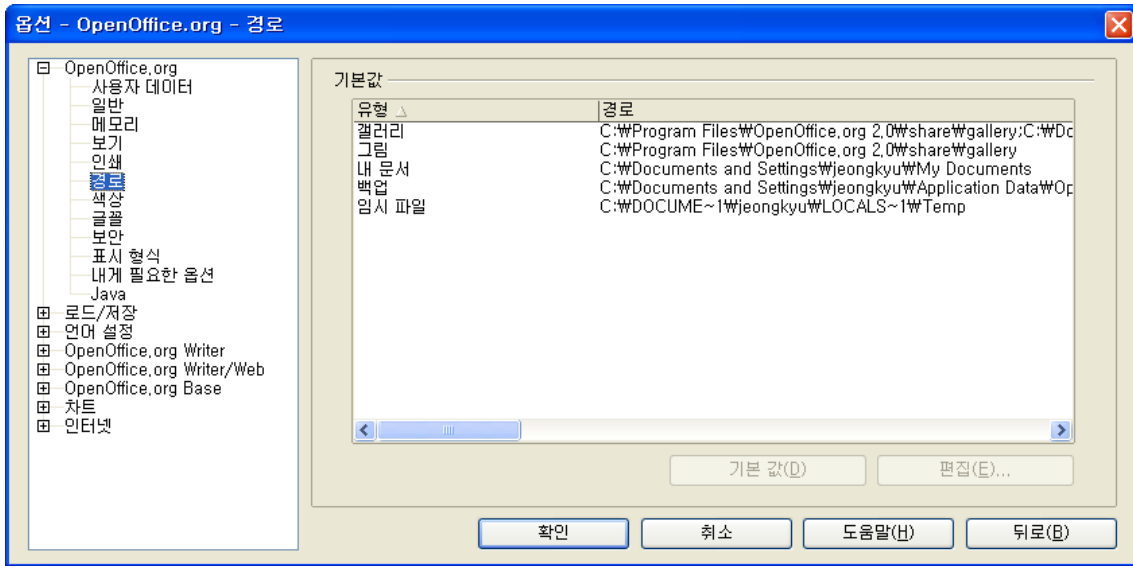 옵션 - OpenOffice.org - 경로
OpenOffice.org
사용자 데이터
일반
메모리
보기
인쇄
경로
색상
글꼴
보안
표시 형식
내게 필요한 옵션
Java
로드/저장
언어 설정
OpenOffice.org Writer
OpenOffice.org Writer/Web
OpenOffice.org Base
차트
인터넷
기본값
유형 경로
갤러리 C:₩Program Files₩OpenOffice.org 2.0₩share₩gallery;C:₩Do
그림 C:₩Program Files₩OpenOffice.org 2.0₩share₩gallery
내 문서 C:₩Documents and Settings₩jeongkyu₩My Documents
백업 C:₩Documents and Settings₩jeongkyu₩Application Data₩Op
임시 파일 C:₩DOCUME~1₩jeongkyu₩LOCALS~1₩Temp
기본 값(D) 편집(E)...
확인 취소 도움말(H) 뒤로(B)